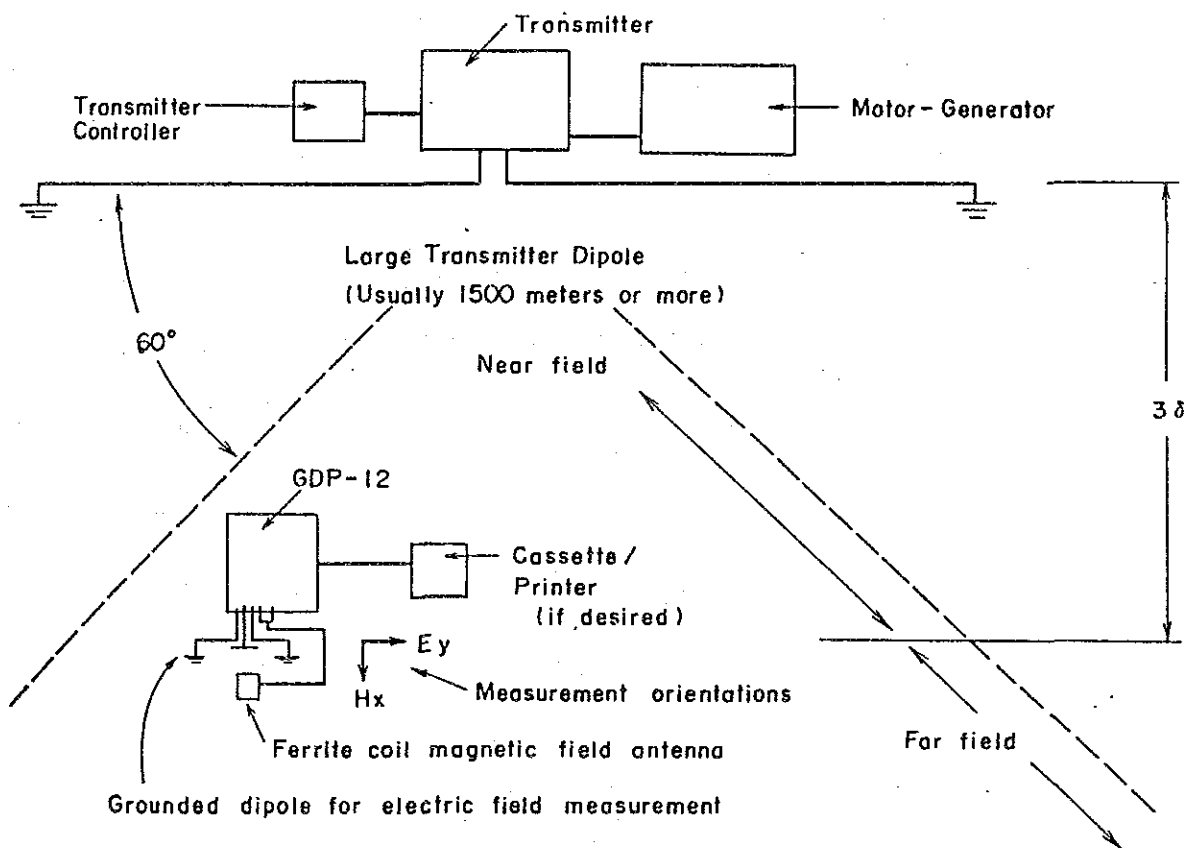 Transmitter
Transmitter
Controller
Motor-Generator
Large Transmitter Dipole
(Usually 1500 meters or more)
60°
Near field
3 δ
GDP-12
Cassette/
Printer
(if desired)
Ey
Hx
Measurement orientations
Ferrite coil magnetic field antenna
Far field
Grounded dipole for electric field measurement